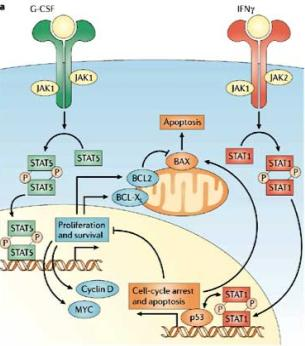 a
G-CSF
IFNγ
JAK1
JAK1
JAK1
JAK2
Apoptosis
STAT5
STAT5
P
P
STAT5
BCL2
BAX
BCL-XL
STAT1
STAT1
P
P
STAT1
STAT5
P
P
STAT5
Proliferation
and survival
Cyclin D
MYC
Cell-cycle arrest
and apoptosis
p53
STAT1
P
P
STAT1